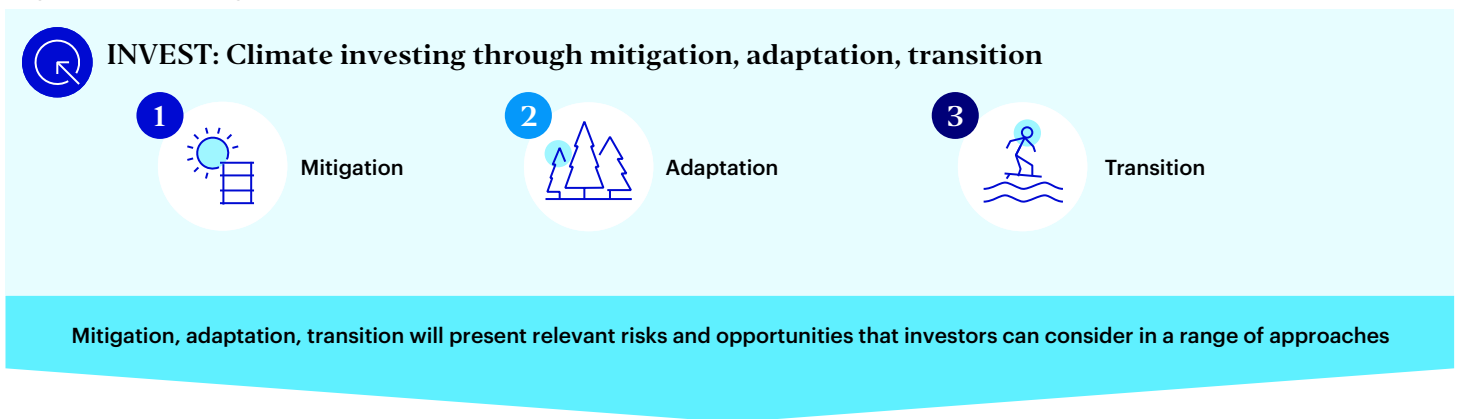 INVEST: Climate investing through mitigation, adaptation, transition
1
Mitigation
2
Adaptation
3
Transition
Mitigation, adaptation, transition will present relevant risks and opportunities that investors can consider in a range of approaches